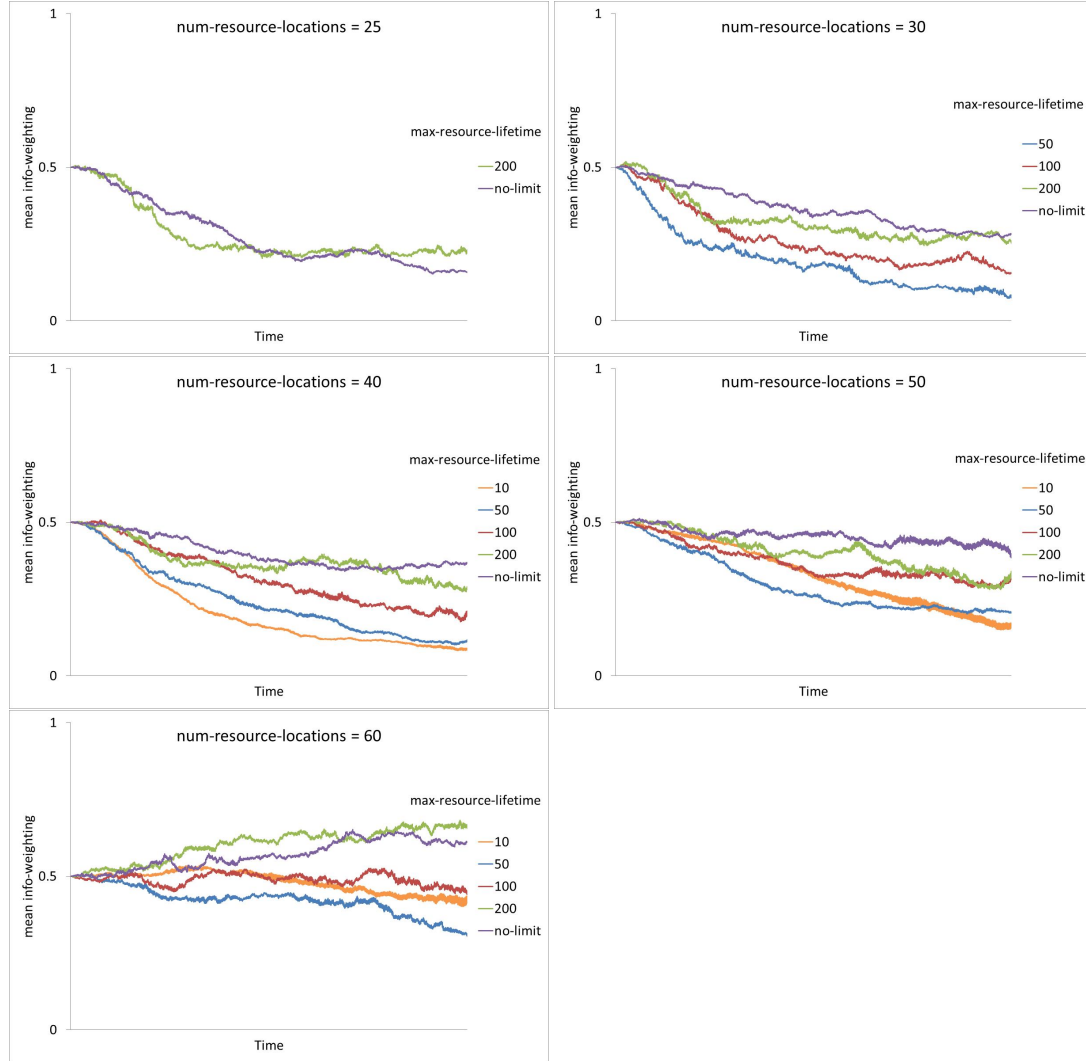 1
num-resource-locations = 25
mean info-weighting
max-resource-lifetime
200
no-limit
0.5
0
Time
1
num-resource-locations = 30
mean info-weighting
max-resource-lifetime
50
100
200
no-limit
0.5
0
Time
1
num-resource-locations = 40
mean info-weighting
max-resource-lifetime
10
50
100
200
no-limit
0.5
0
Time
1
num-resource-locations = 50
mean info-weighting
max-resource-lifetime
10
50
100
200
no-limit
0.5
0
Time
1
num-resource-locations = 60
mean info-weighting
max-resource-lifetime
10
50
100
200
no-limit
0.5
0
Time